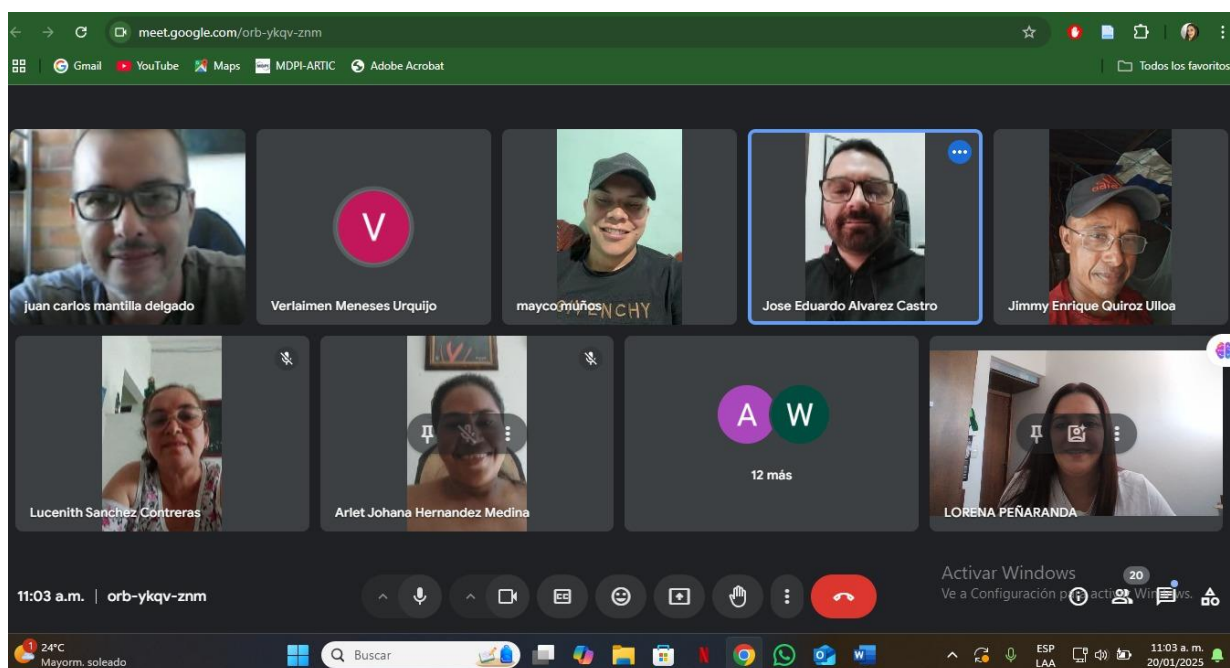 meet.google.com/orb-ykqv-znm
Gmail
YouTube
Maps
MDPI-ARTIC
Adobe Acrobat
Todos los favoritos
V
juan carlos mantilla delgado
Verlaimen Meneses Urquijo
mayco muños
GIVENCHY
Jose Eduardo Alvarez Castro
Jimmy Enrique Quiroz Ulloa
A W
12 más
Lucenith Sanchez Contreras
Arlet Johana Hernandez Medina
LORENA PEÑARANDA
Activar Windows
Ve a Configuración para activar Windows.
20
11:03 a.m. | orb-ykqv-znm
CC
1
24°C
Mayorm. soleado
Buscar
ESP
LAA
11:03 a. m.
20/01/2025